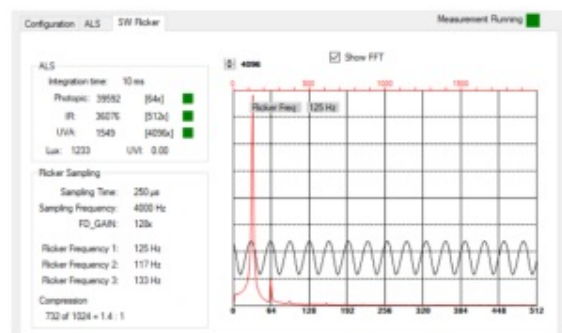 Configuration ALS SW Flicker
Measurement Running
ALS
Integration time: 10 ms
Photopic: 39592 [64x]
IR: 36076 [512x]
UVA: 1549 [4096x]
Lux: 1233 UVI: 0.00
Flicker Sampling
Sampling Time: 250 µs
Sampling Frequency: 4000 Hz
FD_GAIN: 128x
Flicker Frequency 1: 125 Hz
Flicker Frequency 2: 117 Hz
Flicker Frequency 3: 133 Hz
Compression
732 of 1024 = 1.4 : 1
4096
Show FFT
0 500 1000 1500
Flicker Freq: 125 Hz
0 64 128 192 256 320 384 448 512